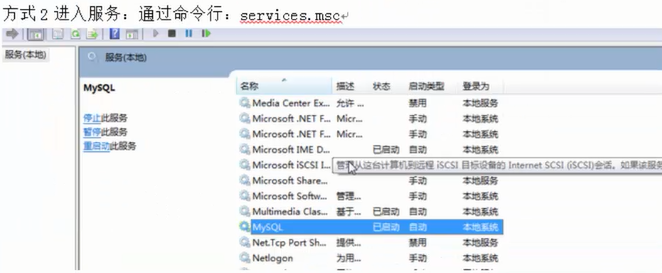 方式2进入服务：通过命令行：services.msc
服务(本地)
服务(本地)
MySQL
停止此服务
暂停此服务
重启动此服务
名称 描述 状态 启动类型 登录为
Media Center Ex... 允许 ... 禁用 本地服务
Microsoft .NET F... Micr... 手动 本地系统
Microsoft .NET F... Micr... 手动 本地系统
Microsoft IME D... 已启动 自动 本地系统
Microsoft iSCSI I... 管理从这台计算机到远程 iSCSI 目标设备的 Internet SCSI (iSCSI)会话。如果该服务
Microsoft Share... 手动 本地服务
Microsoft Softw... 管理... 手动 本地系统
Multimedia Clas... 基于... 已启动 自动 本地系统
MySQL 已启动 自动 本地系统
Net.Tcp Port Sh... 提供... 禁用 本地服务
Netlogon 为用... 手动 本地系统